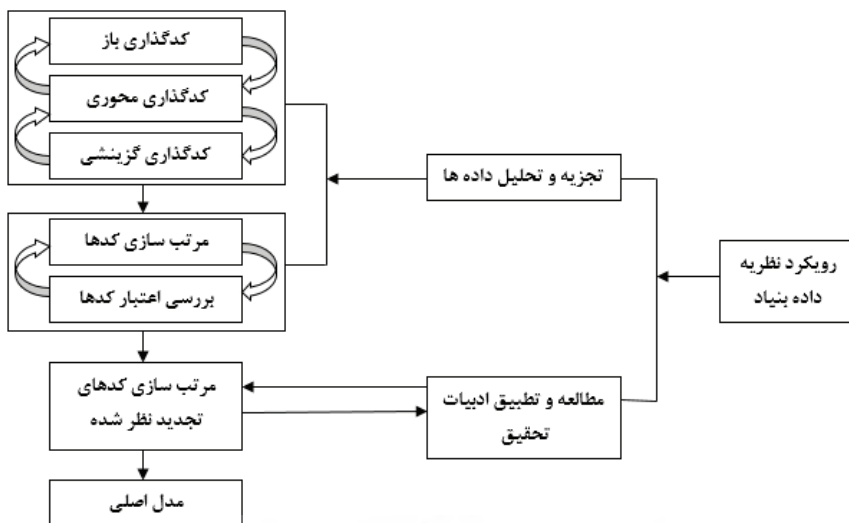 کدگذاری باز
کدگذاری محوری
کدگذاری گزینشی
تجزیه و تحلیل داده ها
مرتب سازی کدها
بررسی اعتبار کدها
رویکرد نظریه
داده بنیاد
مرتب سازی کدهای
تجدید نظر شده
مطالعه و تطبیق ادبیات
تحقیق
مدل اصلی